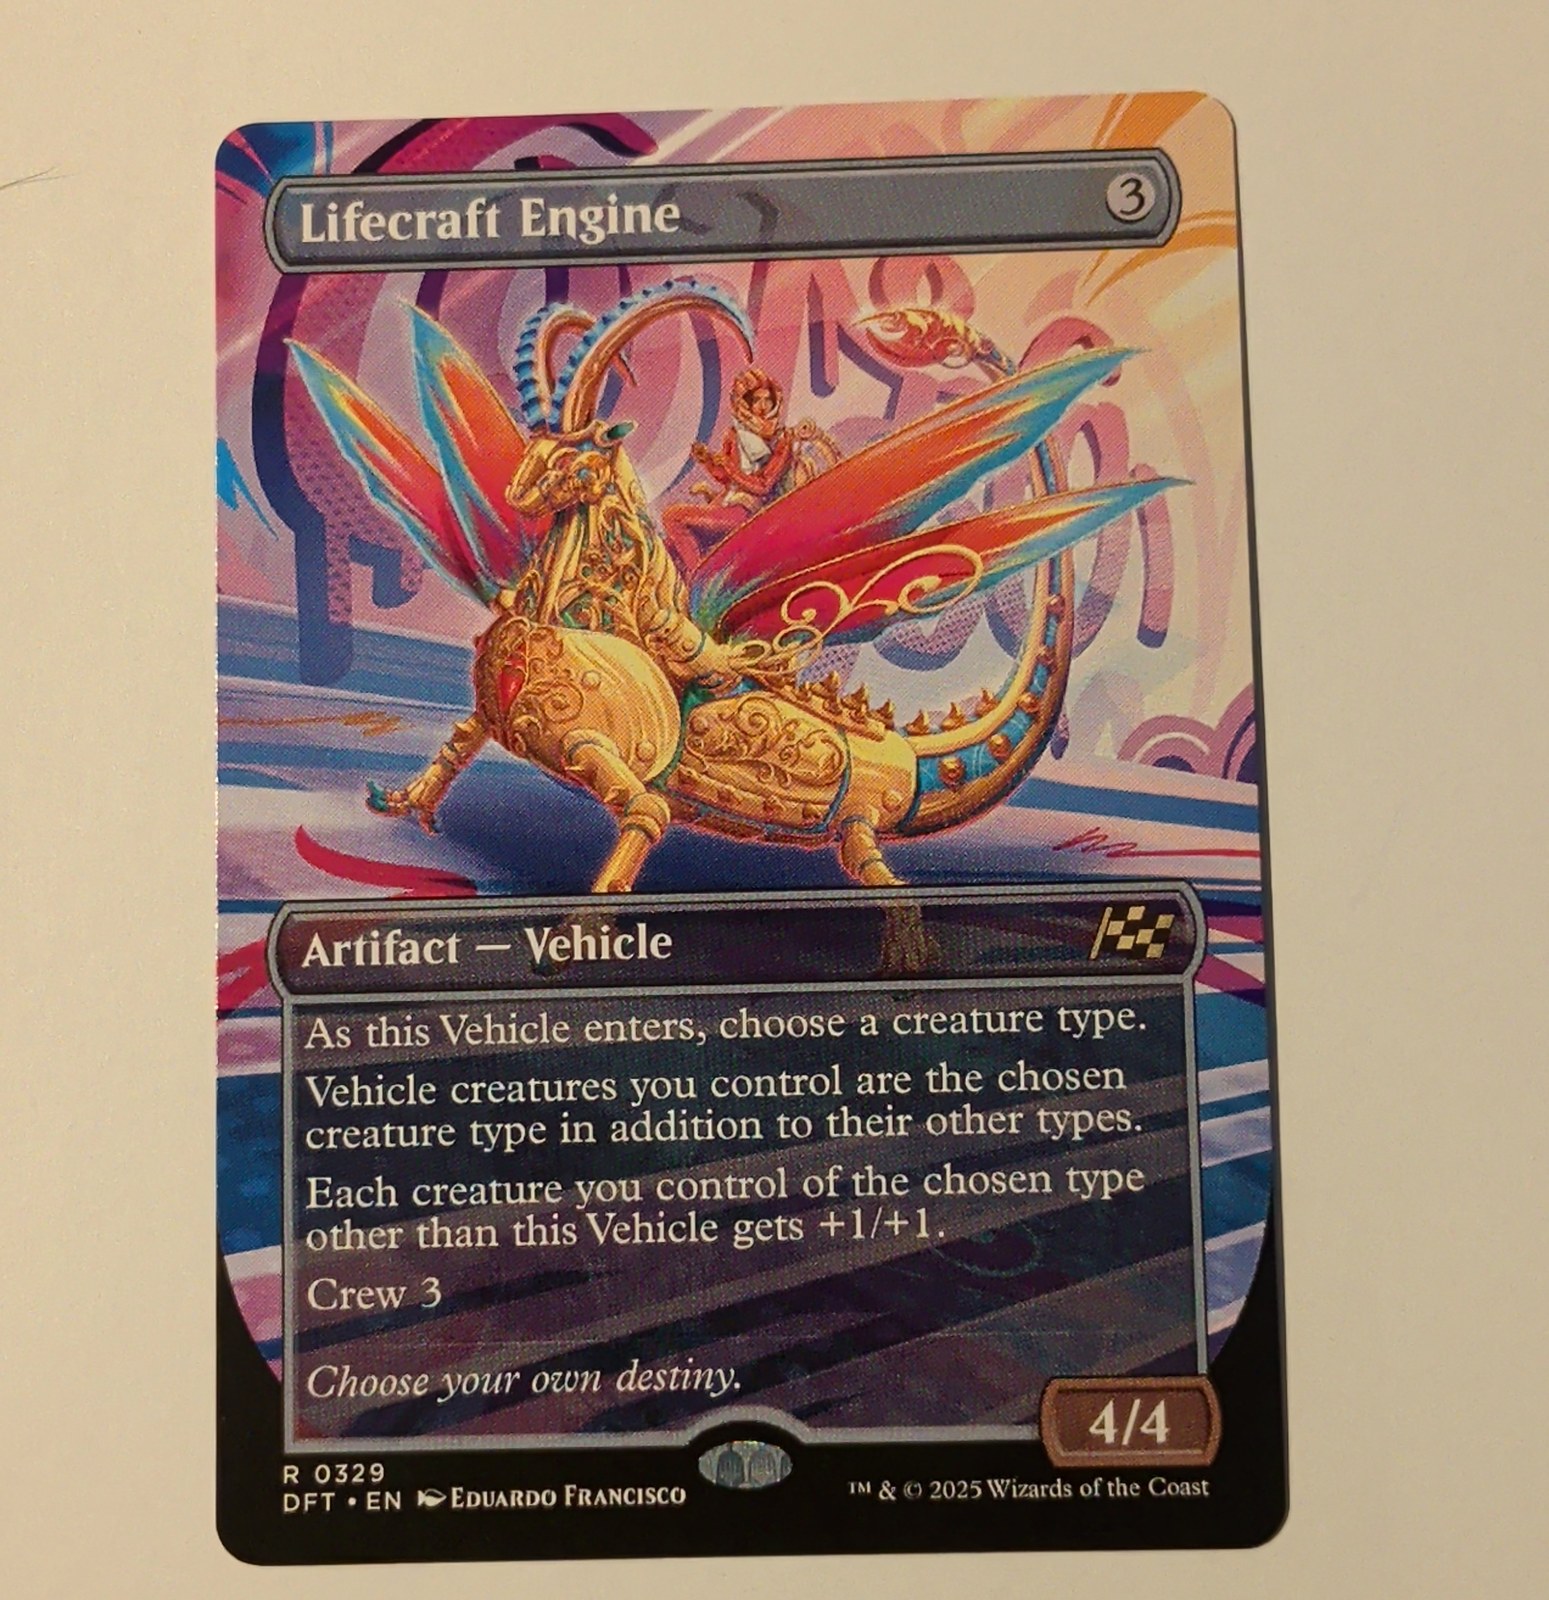 Lifecraft Engine 3
Artifact — Vehicle
As this Vehicle enters, choose a creature type.
Vehicle creatures you control are the chosen
creature type in addition to their other types.
Each creature you control of the chosen type
other than this Vehicle gets +1/+1.
Crew 3
Choose your own destiny.
4/4
R 0329
DFT • EN EDUARDO FRANCISCO
™ & © 2025 Wizards of the Coast